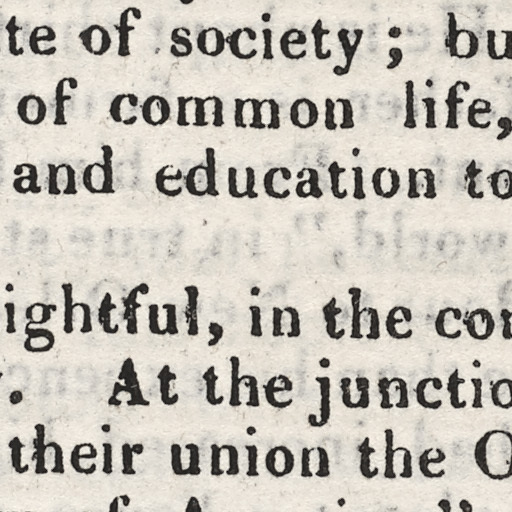 te of society ; bu
of common life,
and education to
ightful, in the con
. At the junctio
their union the O